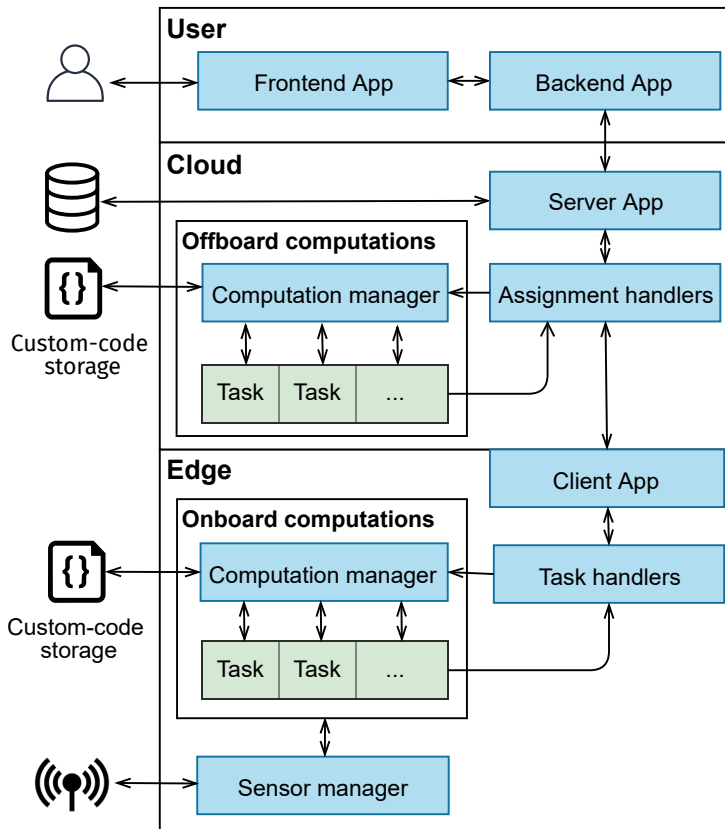 User
Frontend App
Backend App
Cloud
Server App
Offboard computations
Computation manager
Assignment handlers
Custom-code
storage
Task
Task
...
Edge
Client App
Onboard computations
Computation manager
Task handlers
{}
{}
Custom-code
storage
Task
Task
...
Sensor manager